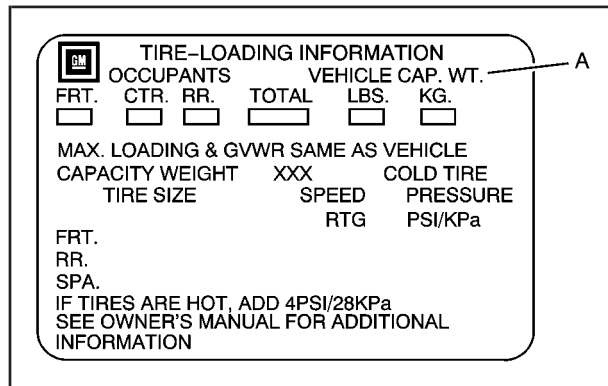 GM TIRE–LOADING INFORMATION
OCCUPANTS VEHICLE CAP. WT. A
FRT. CTR. RR. TOTAL LBS. KG.
MAX. LOADING & GVWR SAME AS VEHICLE
CAPACITY WEIGHT XXX COLD TIRE
TIRE SIZE SPEED PRESSURE
RTG PSI/KPa
FRT.
RR.
SPA.
IF TIRES ARE HOT, ADD 4PSI/28KPa
SEE OWNER'S MANUAL FOR ADDITIONAL
INFORMATION